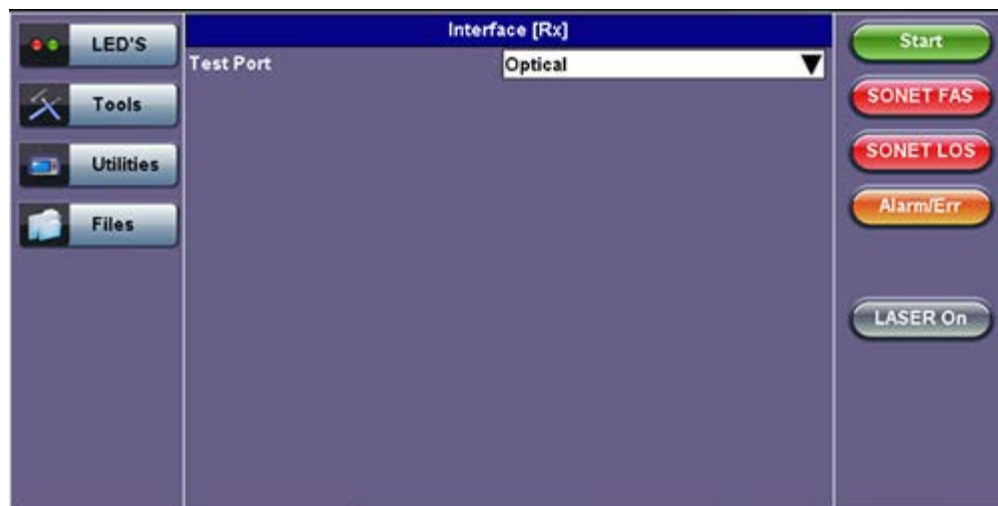 LED'S
Tools
Utilities
Files
Interface [Rx]
Test Port Optical
Start
SONET FAS
SONET LOS
Alarm/Err
LASER On